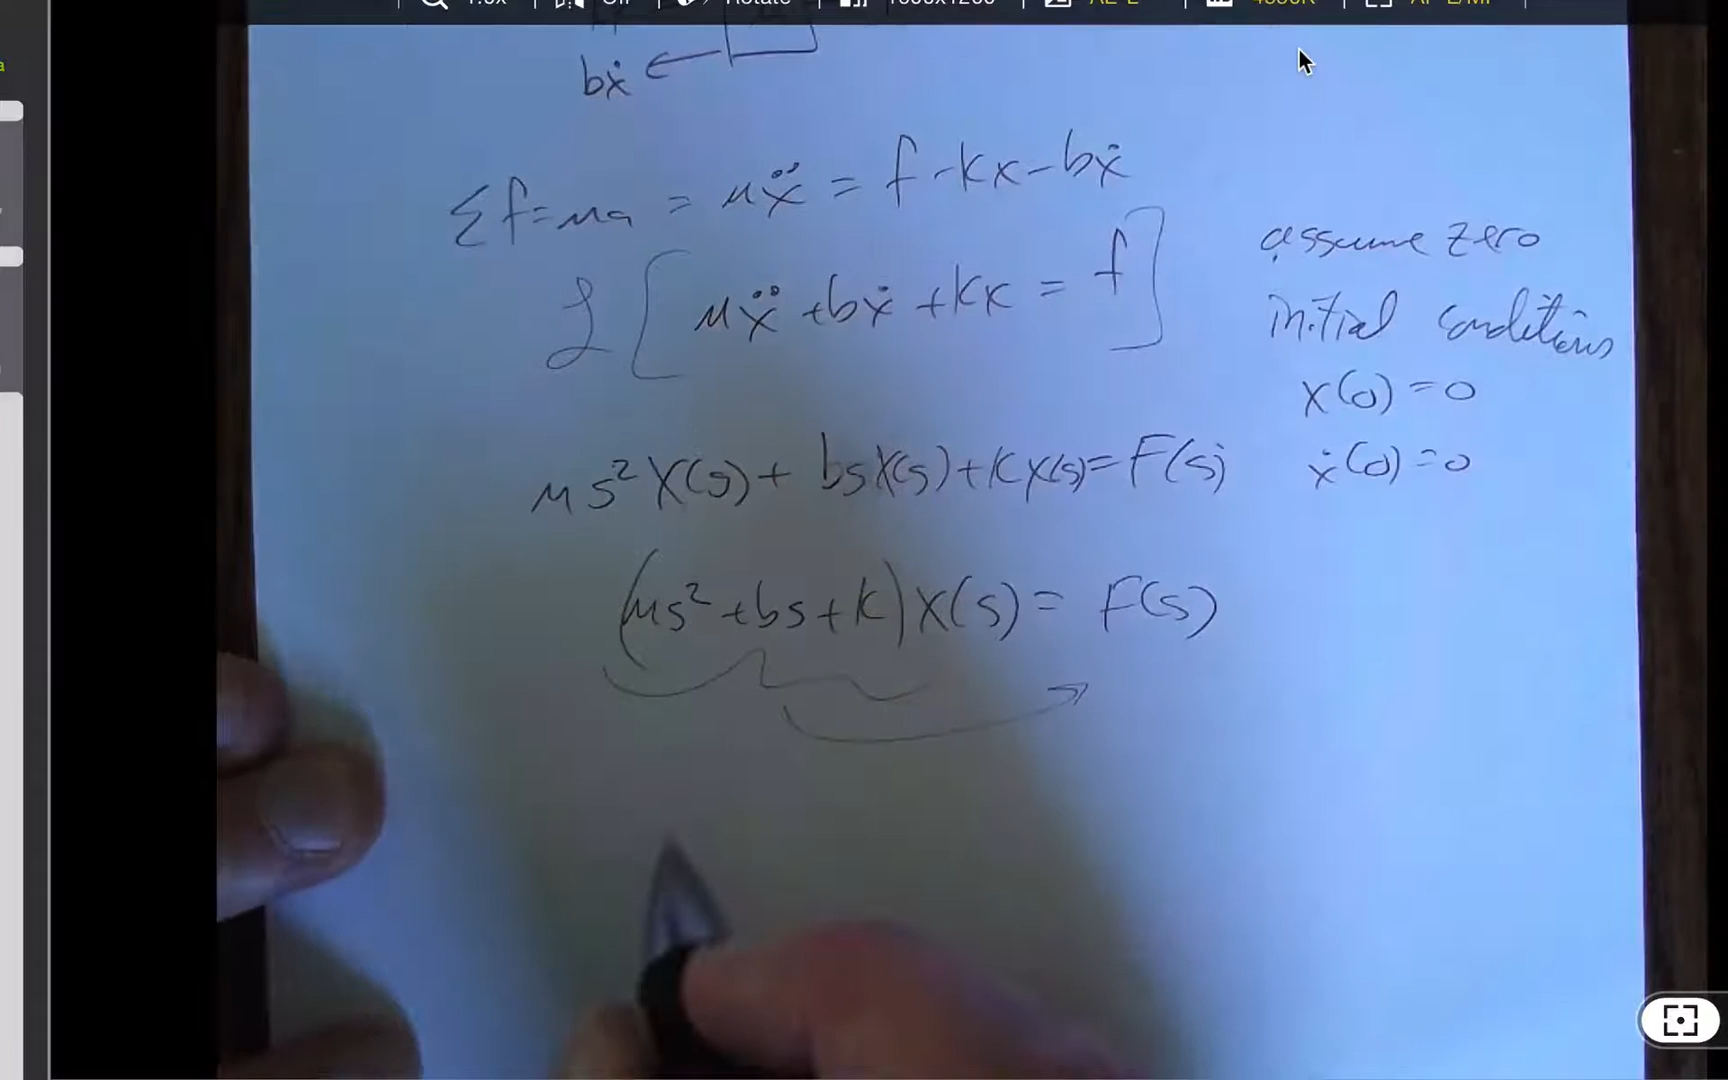 bẋ
Σf=ma = mẍ = f-kx-bẋ
ℒ[mẍ+bẋ+kx = f]
assume zero
initial conditions
x(0)=0
ẋ(0)=0
ms²X(s)+ bsX(s)+kX(s)=F(s)
(ms²+bs+k)X(s)= F(s)